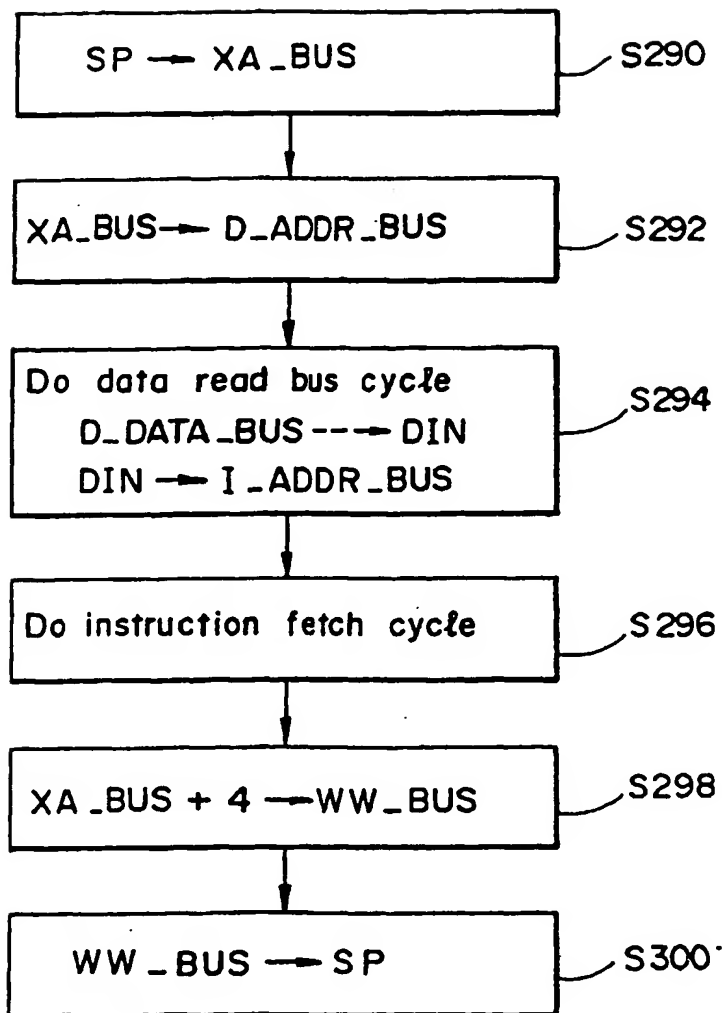 SP → XA_BUS
S290
XA_BUS → D_ADDR_BUS
S292
Do data read bus cycle
D_DATA_BUS ---→ DIN
DIN → I_ADDR_BUS
S294
Do instruction fetch cycle
S296
XA_BUS + 4 → WW_BUS
S298
WW_BUS → SP
S300